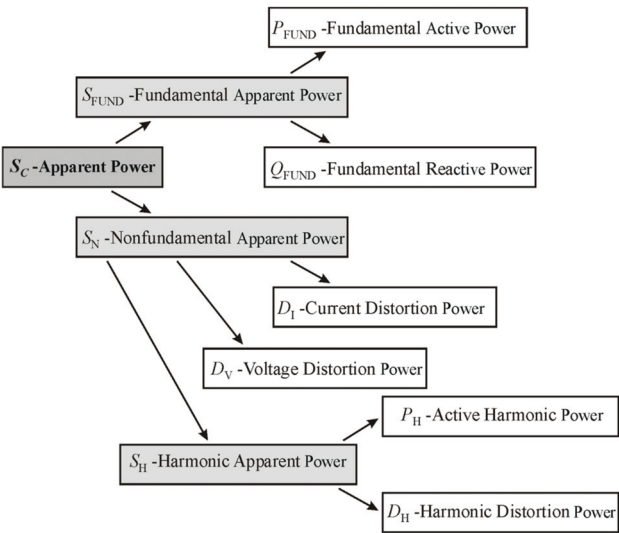 P_FUND -Fundamental Active Power
S_FUND -Fundamental Apparent Power
S_C -Apparent Power
Q_FUND -Fundamental Reactive Power
S_N -Nonfundamental Apparent Power
D_I -Current Distortion Power
D_V -Voltage Distortion Power
P_H -Active Harmonic Power
S_H -Harmonic Apparent Power
D_H -Harmonic Distortion Power